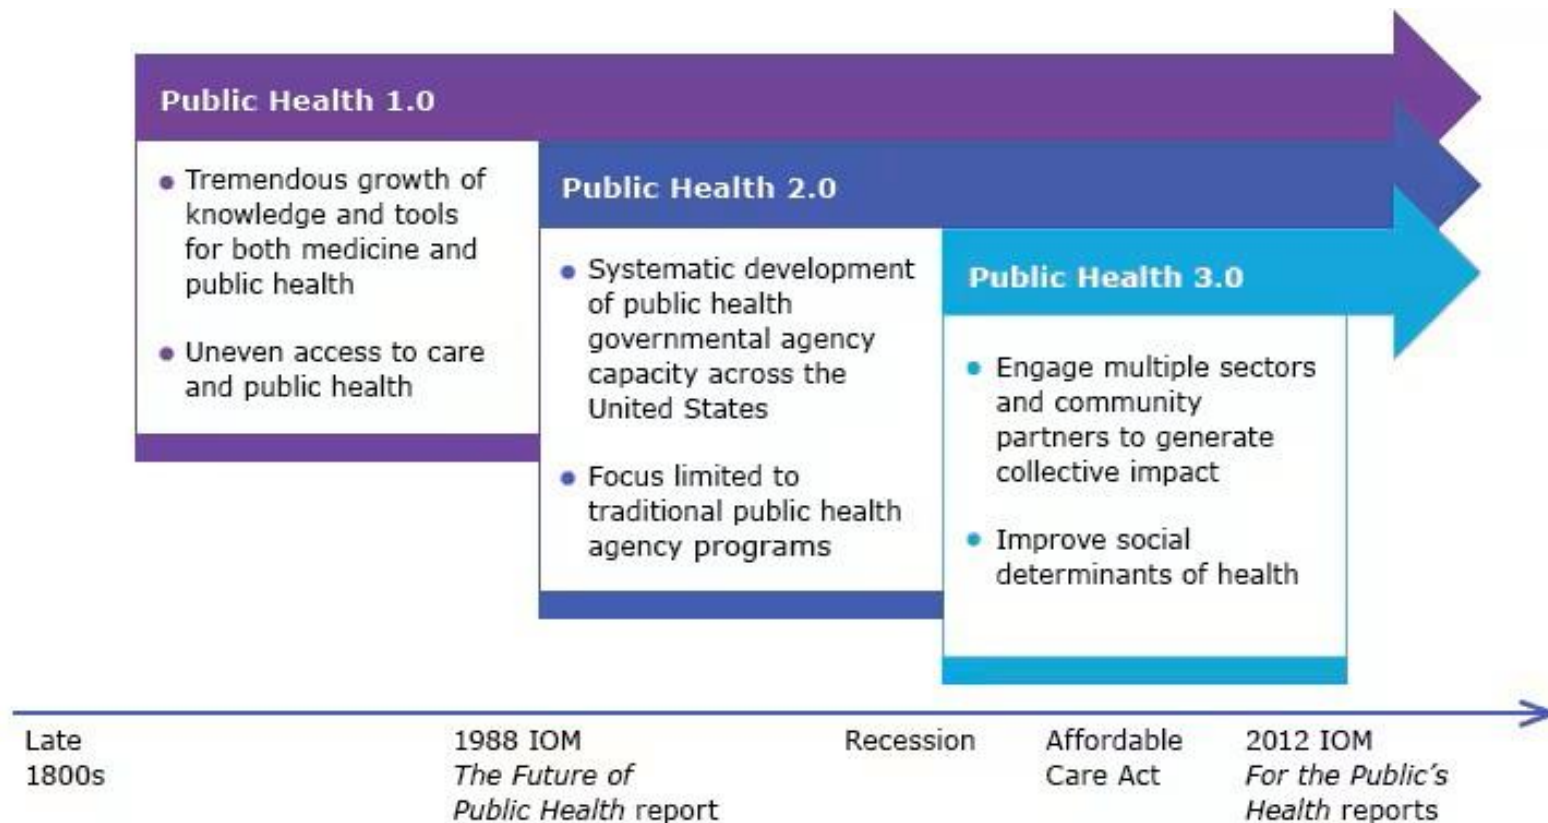 Public Health 1.0
• Tremendous growth of
knowledge and tools
for both medicine and
public health
• Uneven access to care
and public health
Public Health 2.0
• Systematic development
of public health
governmental agency
capacity across the
United States
• Focus limited to
traditional public health
agency programs
Public Health 3.0
• Engage multiple sectors
and community
partners to generate
collective impact
• Improve social
determinants of health
Late
1800s
1988 IOM
The Future of
Public Health report
Recession
Affordable
Care Act
2012 IOM
For the Public’s
Health reports